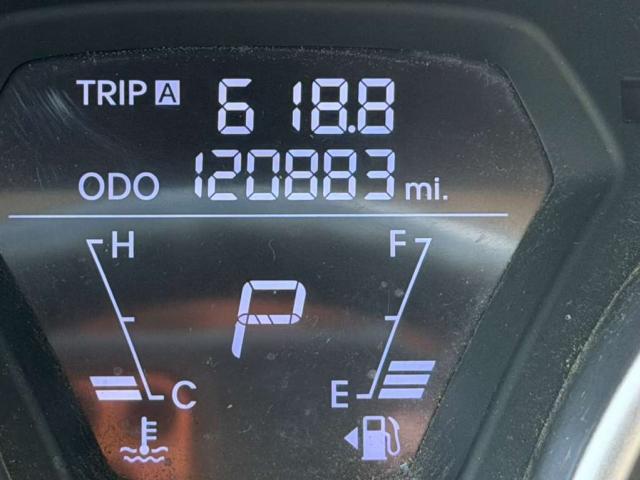 TRIP A 618.8
ODO 120883 mi.
H F
P
C E